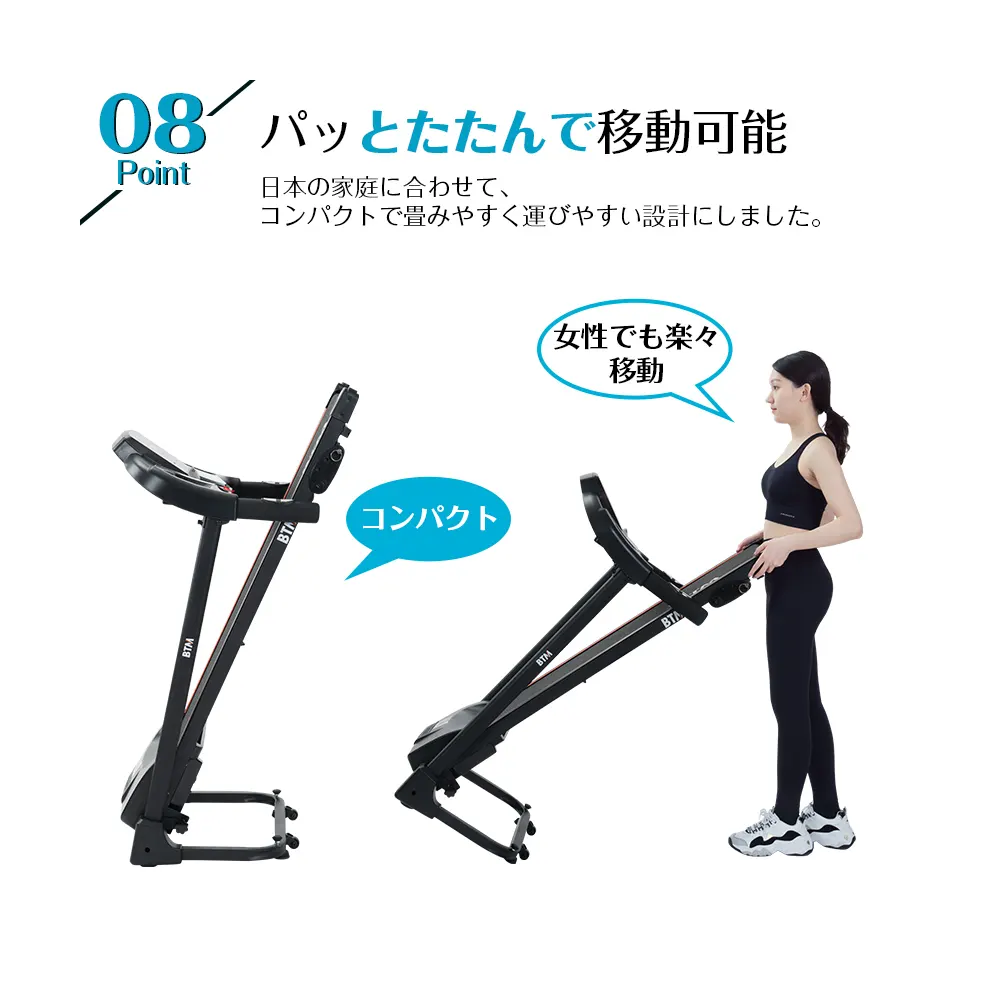 08
Point
パッとたたんで移動可能
日本の家庭に合わせて、
コンパクトで畳みやすく運びやすい設計にしました。
女性でも楽々
移動
コンパクト
BTM
BTM
BTM
BTM